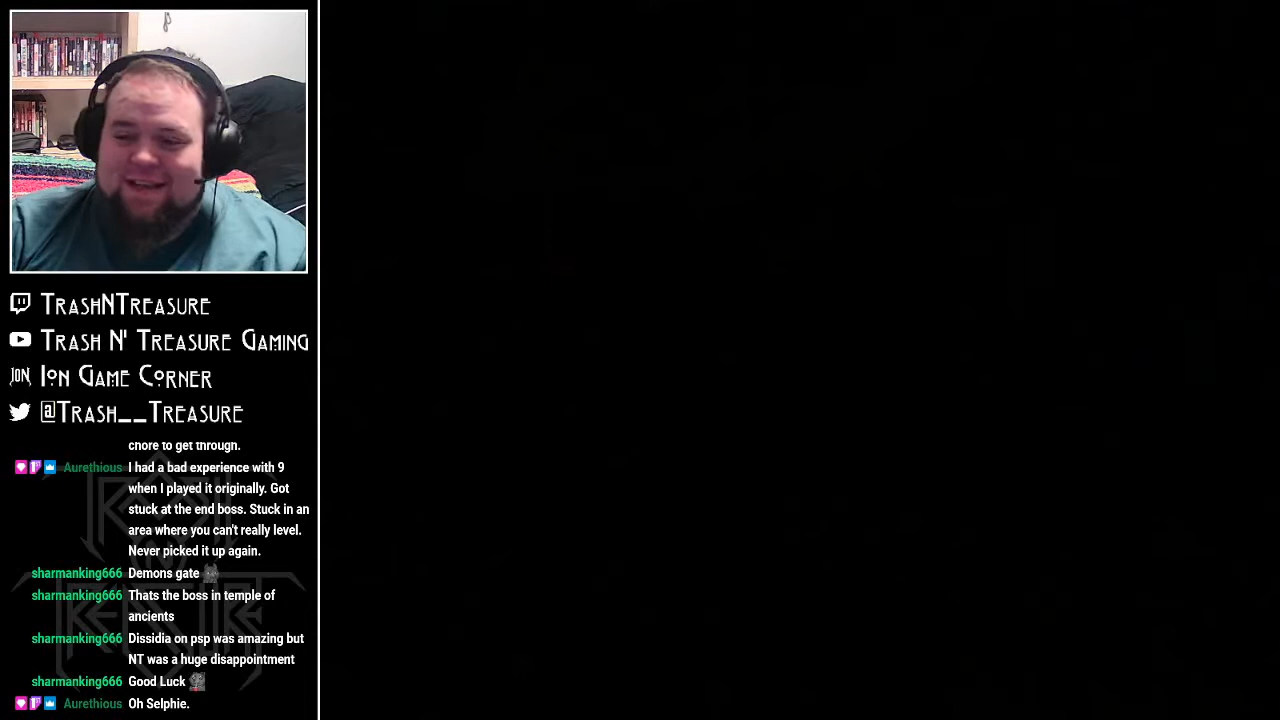 TrashNTreasure
Trash N' Treasure Gaming
JON Ion Game Corner
@Trash__Treasure
chore to get through.
Aurethious I had a bad experience with 9
when I played it originally. Got
stuck at the end boss. Stuck in an
area where you can't really level.
Never picked it up again.
sharmanking666 Demons gate
sharmanking666 Thats the boss in temple of
ancients
sharmanking666 Dissidia on psp was amazing but
NT was a huge disappointment
sharmanking666 Good Luck
Aurethious Oh Selphie.